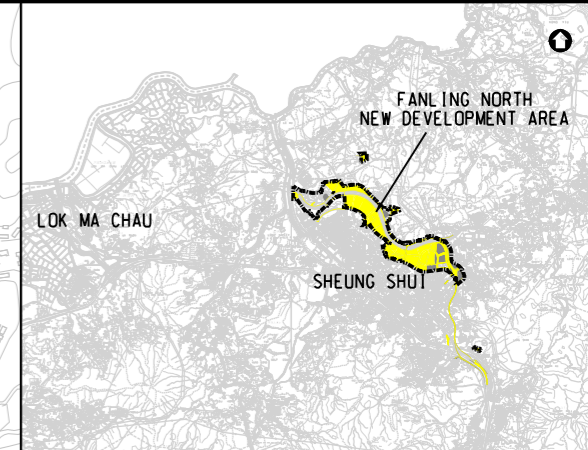 FANLING NORTH
NEW DEVELOPMENT AREA
LOK MA CHAU
SHEUNG SHUI